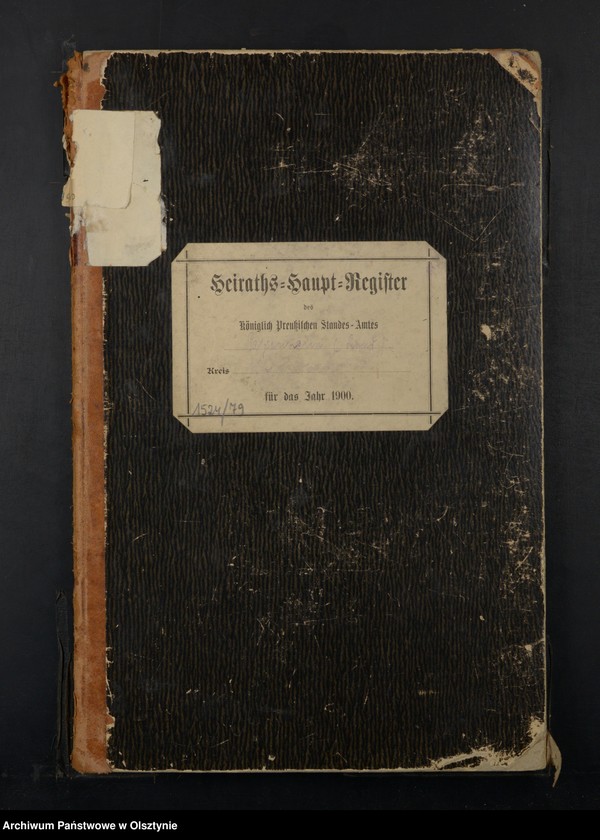 Heiraths-Haupt-Register
des
Königlich Preußischen Standes-Amtes
Kreis
für das Jahr 1900.
1524/79
Archiwum Państwowe w Olsztynie